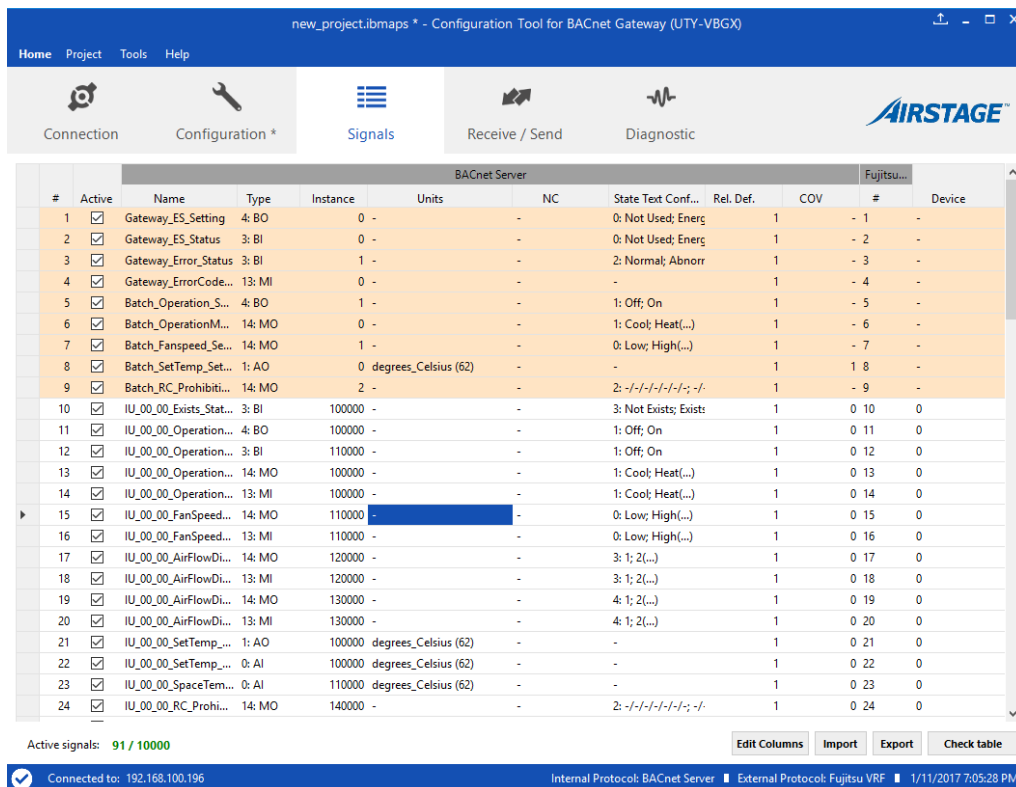 new_project.ibmaps * - Configuration Tool for BACnet Gateway (UTY-VBGX)
Home Project Tools Help
Connection Configuration * Signals Receive / Send Diagnostic AIRSTAGE™
BACnet Server Fujitsu...
# Active Name Type Instance Units NC State Text Conf... Rel. Def. COV # Device
1 Gateway_ES_Setting 4: BO 0 - - 0: Not Used; Energ 1 - 1 -
2 Gateway_ES_Status 3: BI 0 - - 0: Not Used; Energ 1 - 2 -
3 Gateway_Error_Status 3: BI 1 - - 2: Normal; Abnorr 1 - 3 -
4 Gateway_ErrorCode... 13: MI 0 - - - 1 - 4 -
5 Batch_Operation_S... 4: BO 1 - - 1: Off; On 1 - 5 -
6 Batch_OperationM... 14: MO 0 - - 1: Cool; Heat(...) 1 - 6 -
7 Batch_Fanspeed_Se... 14: MO 1 - - 0: Low; High(...) 1 - 7 -
8 Batch_SetTemp_Set... 1: AO 0 degrees_Celsius (62) - - 1 1 8 -
9 Batch_RC_Prohibiti... 14: MO 2 - - 2: -/-/-/-/-/-/-; -/- 1 - 9 -
10 IU_00_00_Exists_Stat... 3: BI 100000 - - 3: Not Exists; Exists 1 0 10 0
11 IU_00_00_Operation... 4: BO 100000 - - 1: Off; On 1 0 11 0
12 IU_00_00_Operation... 3: BI 110000 - - 1: Off; On 1 0 12 0
13 IU_00_00_Operation... 14: MO 100000 - - 1: Cool; Heat(...) 1 0 13 0
14 IU_00_00_Operation... 13: MI 100000 - - 1: Cool; Heat(...) 1 0 14 0
15 IU_00_00_FanSpeed... 14: MO 110000 - - 0: Low; High(...) 1 0 15 0
16 IU_00_00_FanSpeed... 13: MI 110000 - - 0: Low; High(...) 1 0 16 0
17 IU_00_00_AirFlowDi... 14: MO 120000 - - 3: 1; 2(...) 1 0 17 0
18 IU_00_00_AirFlowDi... 13: MI 120000 - - 3: 1; 2(...) 1 0 18 0
19 IU_00_00_AirFlowDi... 14: MO 130000 - - 4: 1; 2(...) 1 0 19 0
20 IU_00_00_AirFlowDi... 13: MI 130000 - - 4: 1; 2(...) 1 0 20 0
21 IU_00_00_SetTemp_... 1: AO 100000 degrees_Celsius (62) - - 1 0 21 0
22 IU_00_00_SetTemp_... 0: AI 100000 degrees_Celsius (62) - - 1 0 22 0
23 IU_00_00_SpaceTem... 0: AI 110000 degrees_Celsius (62) - - 1 0 23 0
24 IU_00_00_RC_Prohi... 14: MO 140000 - - 2: -/-/-/-/-/-/-; -/- 1 0 24 0
Active signals: 91 / 10000 Edit Columns Import Export Check table
Connected to: 192.168.100.196 Internal Protocol: BACnet Server External Protocol: Fujitsu VRF 1/11/2017 7:05:28 PM